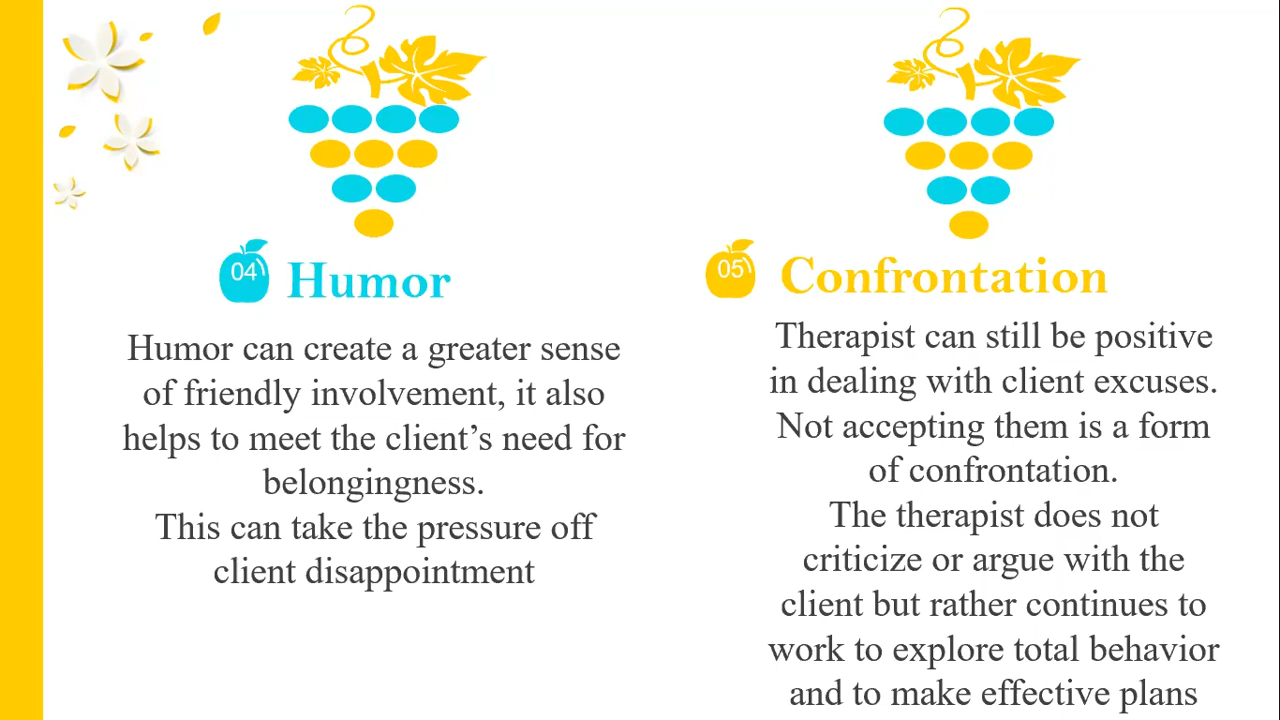 04 Humor
Humor can create a greater sense
of friendly involvement, it also
helps to meet the client’s need for
belongingness.
This can take the pressure off
client disappointment
05 Confrontation
Therapist can still be positive
in dealing with client excuses.
Not accepting them is a form
of confrontation.
The therapist does not
criticize or argue with the
client but rather continues to
work to explore total behavior
and to make effective plans